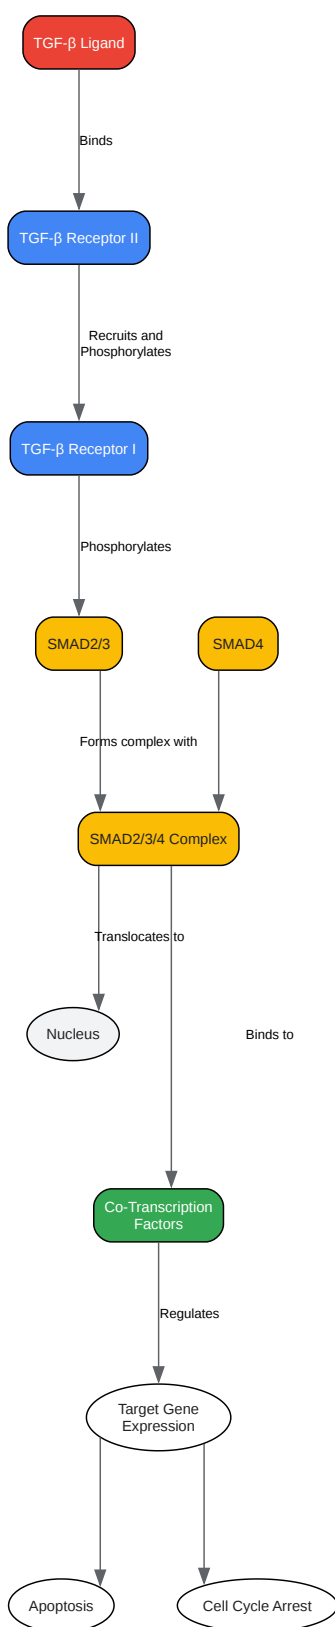 TGF-β Ligand
Binds
TGF-β Receptor II
Recruits and
Phosphorylates
TGF-β Receptor I
Phosphorylates
SMAD2/3
SMAD4
Forms complex with
SMAD2/3/4 Complex
Translocates to
Nucleus
Binds to
Co-Transcription
Factors
Regulates
Target Gene
Expression
Apoptosis
Cell Cycle Arrest